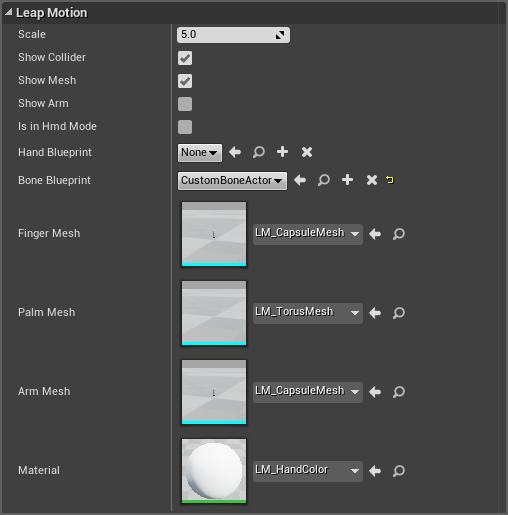 Leap Motion
Scale 5.0
Show Collider
Show Mesh
Show Arm
Is in Hmd Mode
Hand Blueprint None
Bone Blueprint CustomBoneActor
Finger Mesh LM_CapsuleMesh
Palm Mesh LM_TorusMesh
Arm Mesh LM_CapsuleMesh
Material LM_HandColor